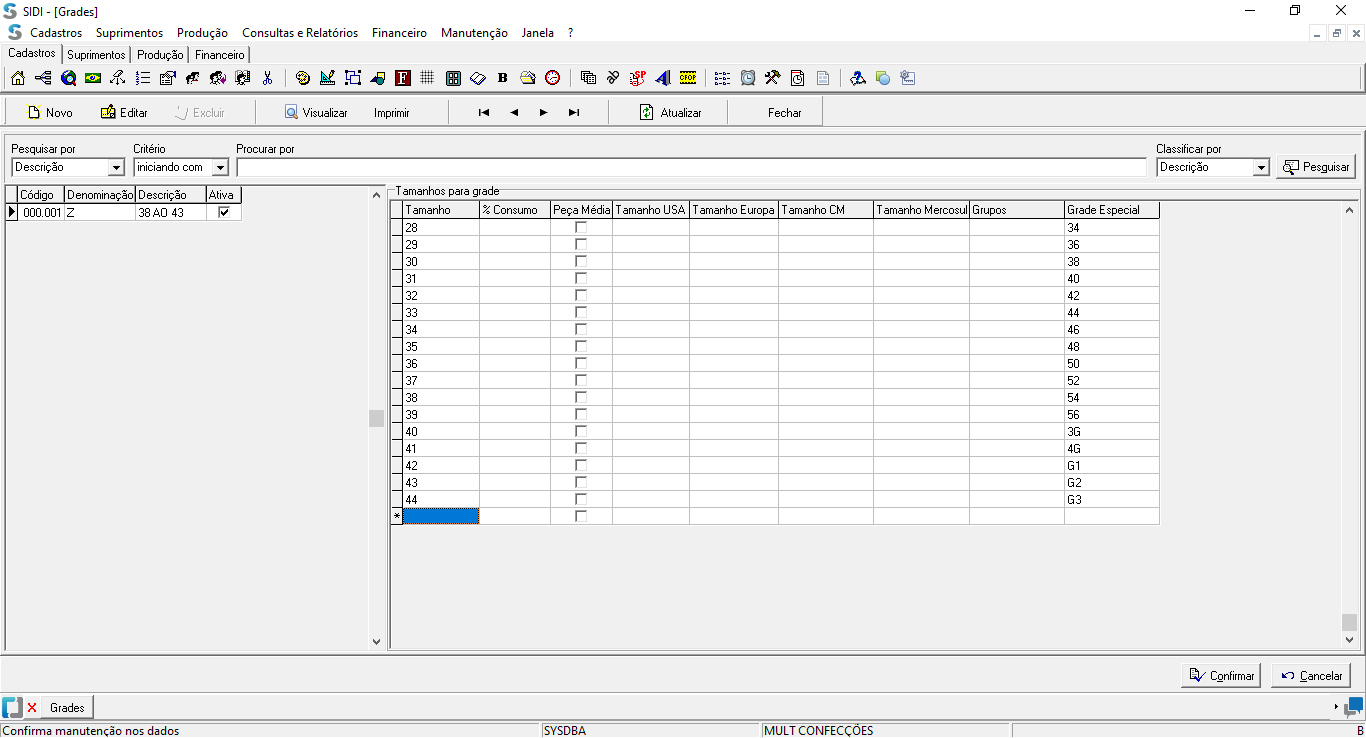 SIDI - [Grades]
Cadastros Suprimentos Produção Consultas e Relatórios Financeiro Manutenção Janela ?
Cadastros Suprimentos Produção Financeiro
F B SP CFOP
Novo Editar Excluir Visualizar Imprimir Atualizar Fechar
Pesquisar por Critério Procurar por Classificar por
Descrição iniciando com Descrição Pesquisar
Código Denominação Descrição Ativa
000.001 Z 38 AO 43
Tamanhos para grade
Tamanho % Consumo Peça Média Tamanho USA Tamanho Europa Tamanho CM Tamanho Mercosul Grupos Grade Especial
28 34
29 36
30 38
31 40
32 42
33 44
34 46
35 48
36 50
37 52
38 54
39 56
40 3G
41 4G
42 G1
43 G2
44 G3
*
Confirmar Cancelar
Grades
Confirma manutenção nos dados SYSDBA MULT CONFECÇÕES B